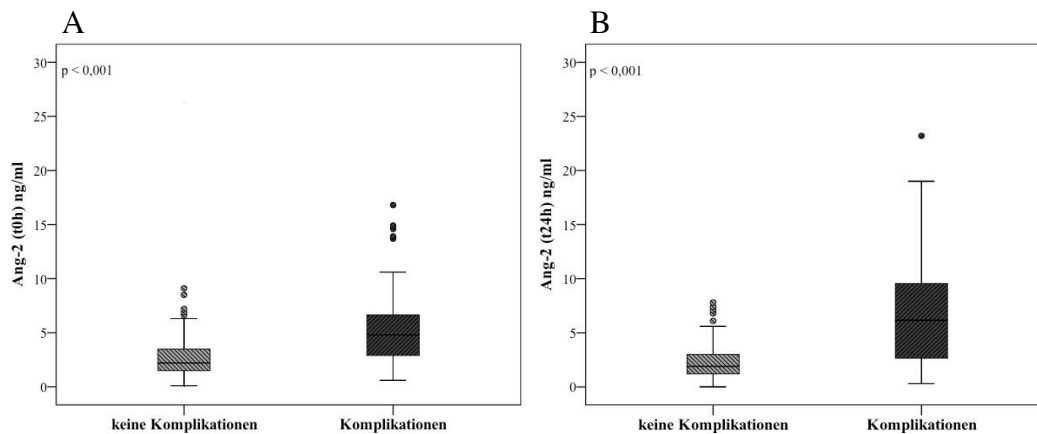 A
p < 0,001
30
25
20
15
10
5
0
Ang-2 (t0h) ng/ml
keine Komplikationen Komplikationen
B
p < 0,001
30
25
20
15
10
5
0
Ang-2 (t24h) ng/ml
keine Komplikationen Komplikationen